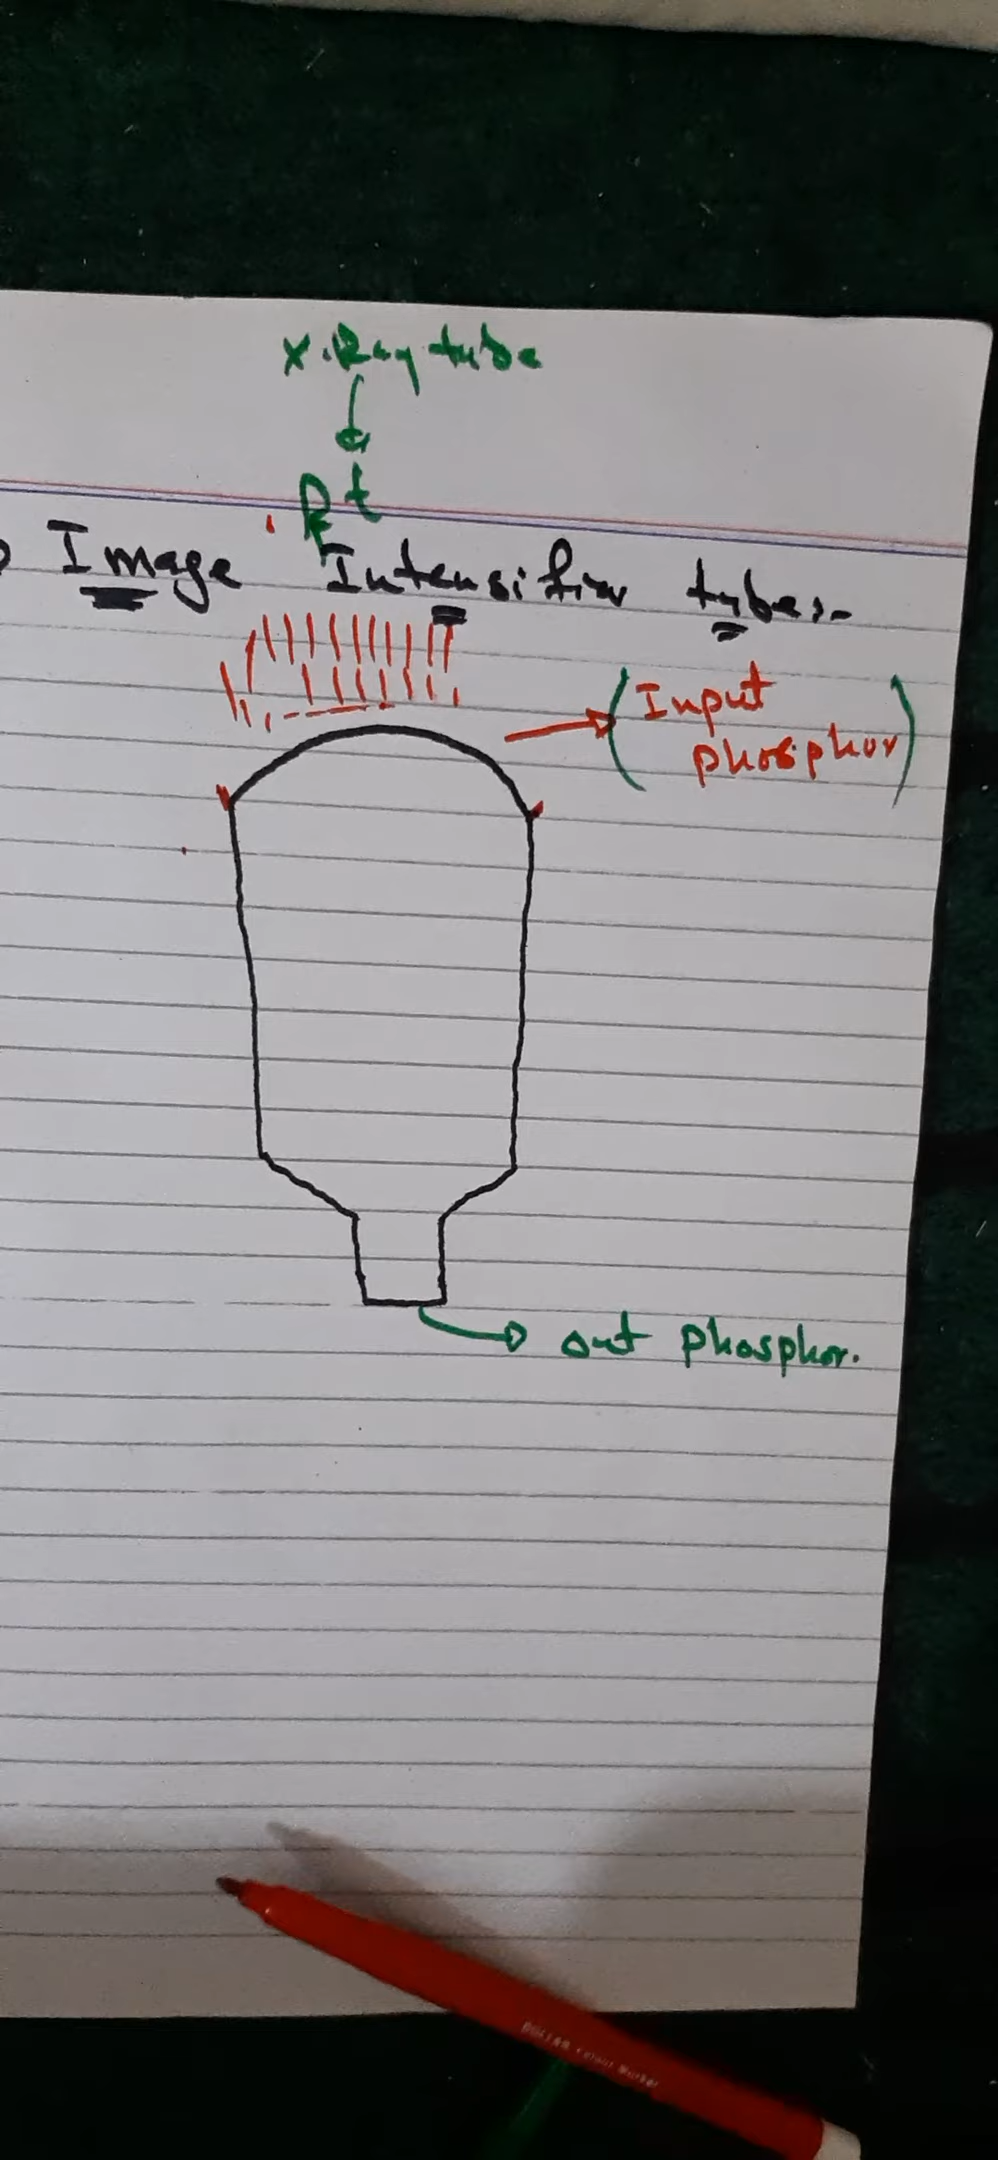 X.Ray tube
Pt
Image Intensifier tubes.
Input
phosphor
out phosphor.